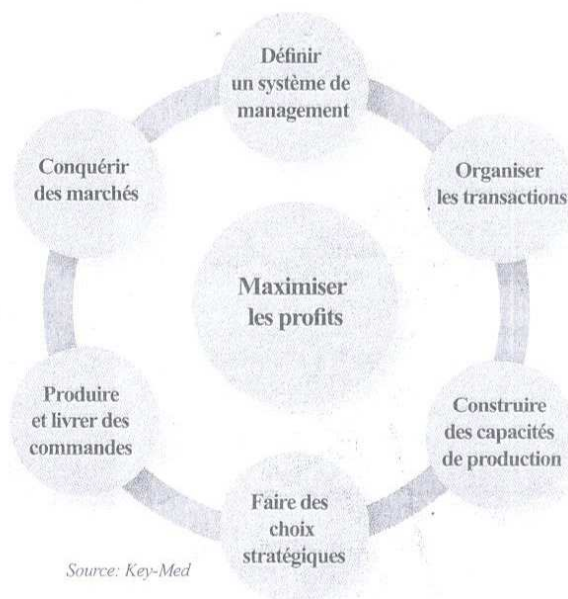 Définir
un système de
management
Organiser
les transactions
Construire
des capacités
de production
Faire des
choix
stratégiques
Produire
et livrer des
commandes
Conquérir
des marchés
Maximiser
les profits
Source: Key-Med